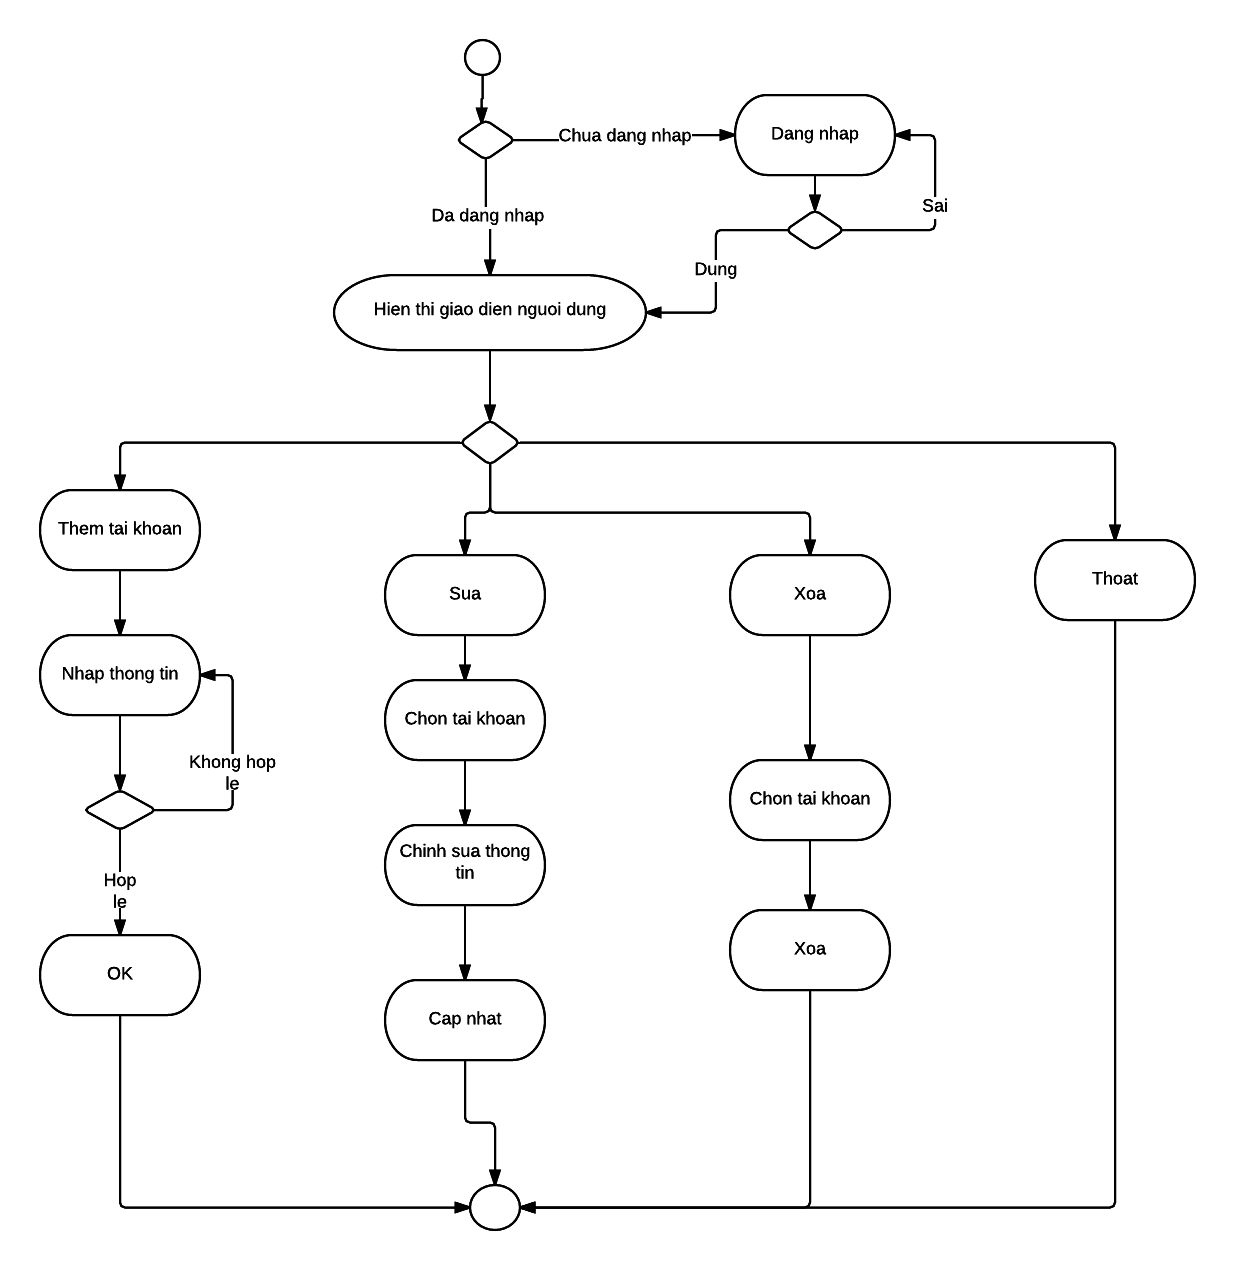 Chua dang nhap
Dang nhap
Da dang nhap
Sai
Dung
Hien thi giao dien nguoi dung
Them tai khoan
Nhap thong tin
Khong hop
le
Hop
le
OK
Sua
Chon tai khoan
Chinh sua thong
tin
Cap nhat
Xoa
Chon tai khoan
Xoa
Thoat